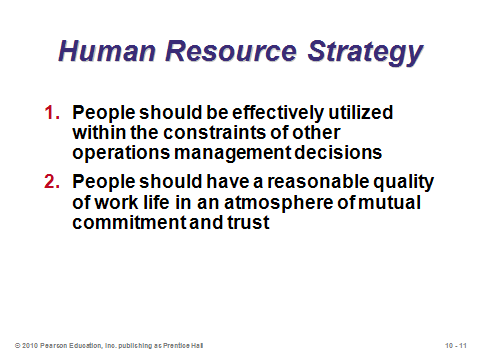 Human Resource Strategy
1. People should be effectively utilized
within the constraints of other
operations management decisions
2. People should have a reasonable quality
of work life in an atmosphere of mutual
commitment and trust
© 2010 Pearson Education, Inc. publishing as Prentice Hall
10 - 11